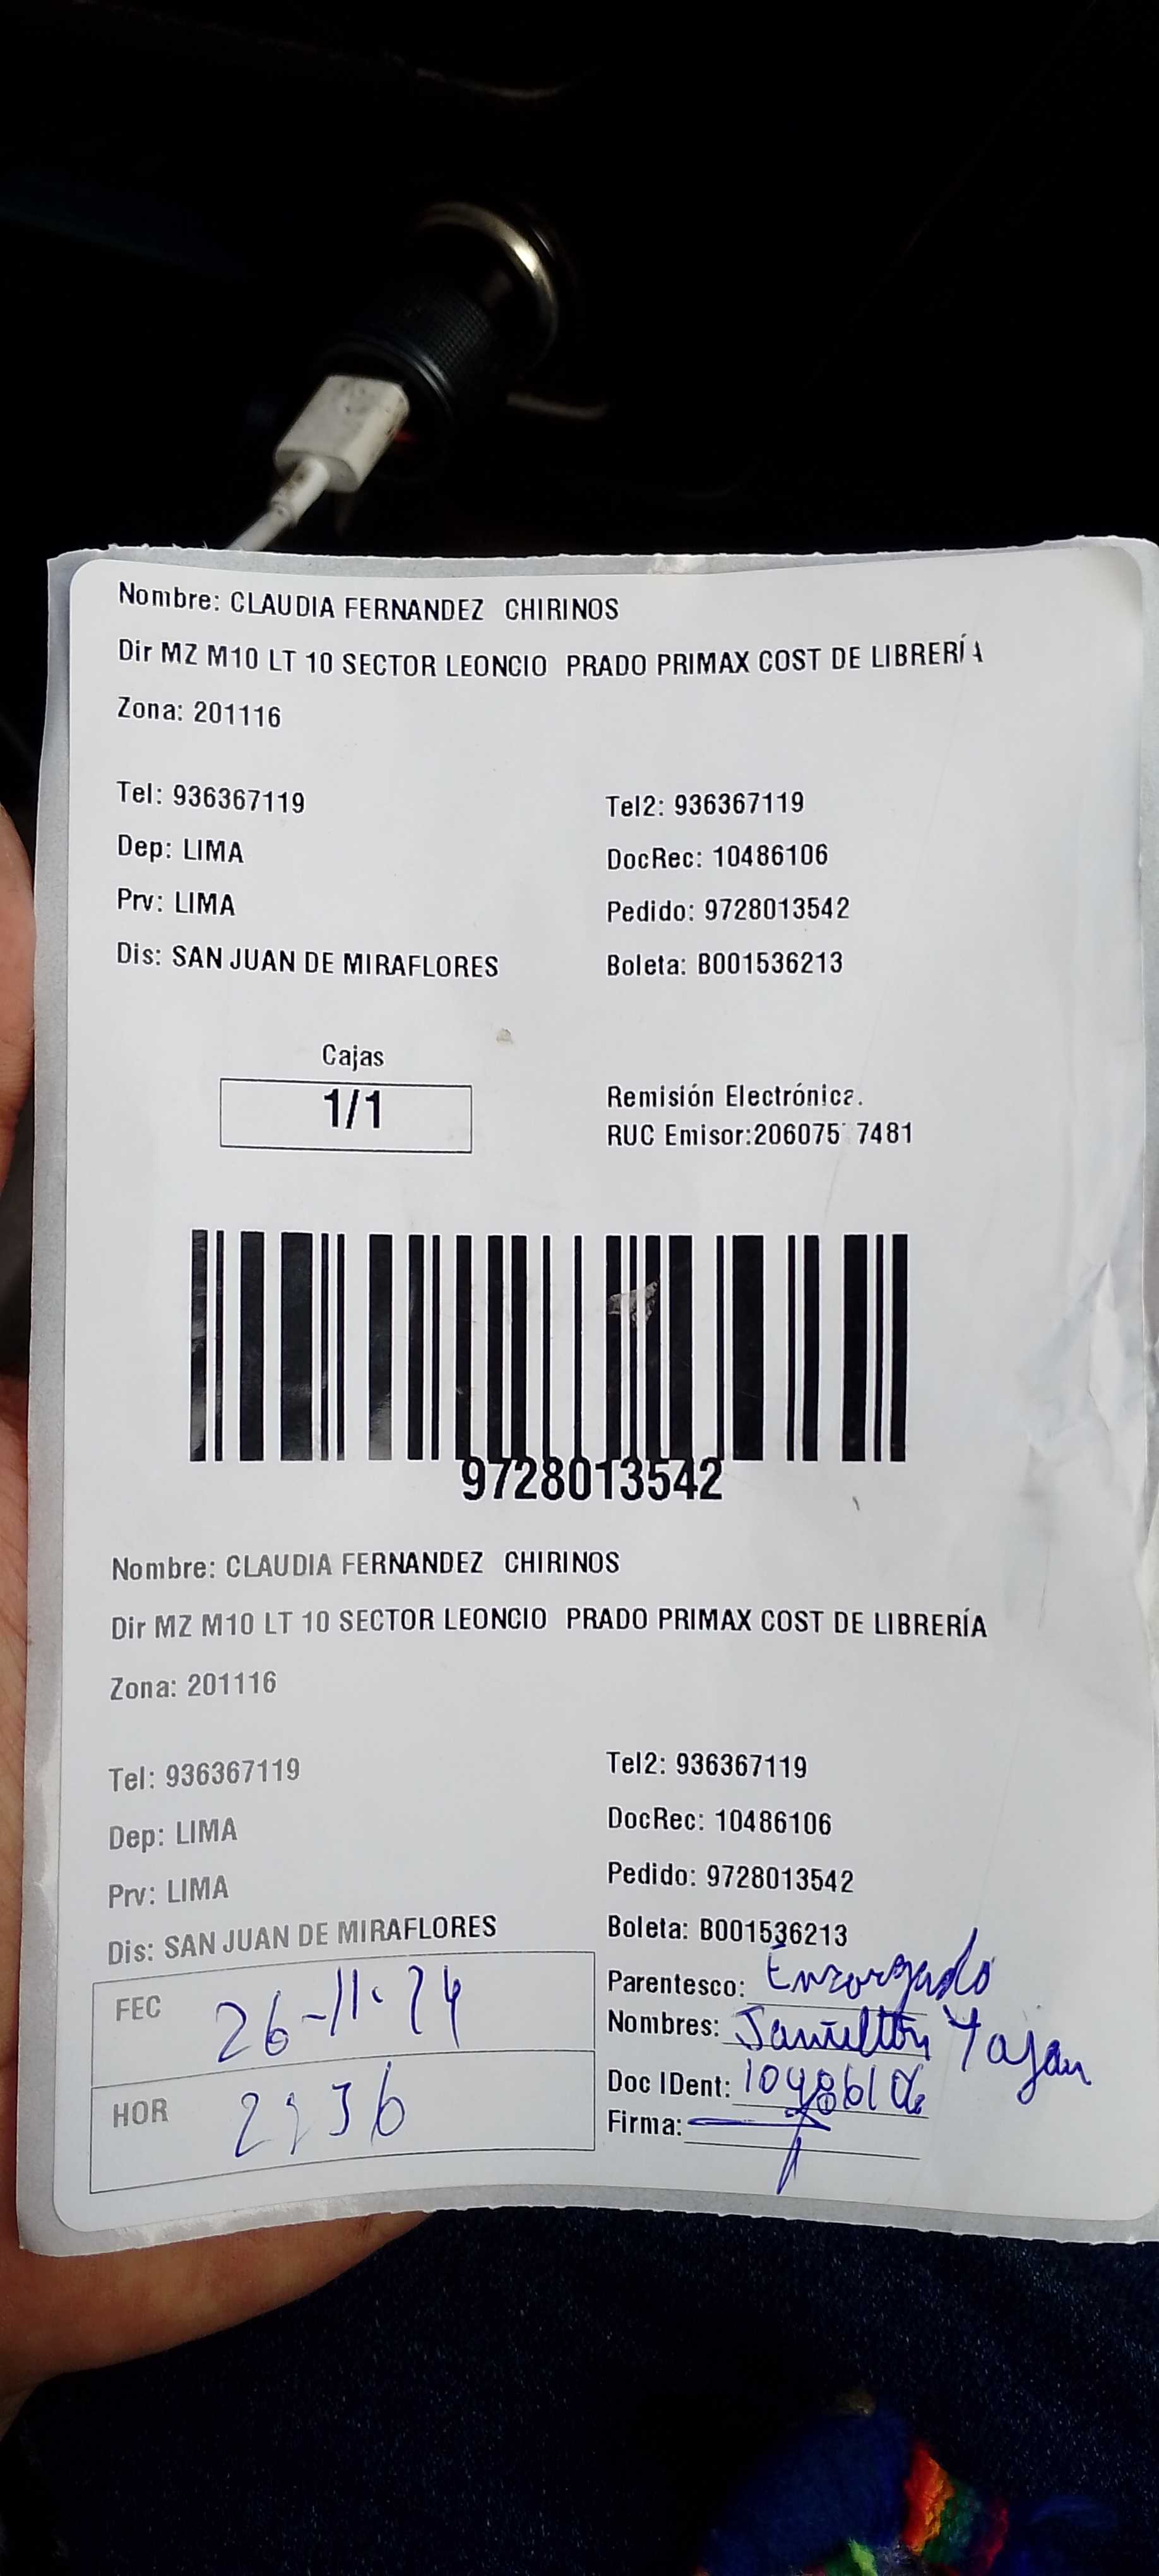 Nombre: CLAUDIA FERNANDEZ CHIRINOS
Dir MZ M10 LT 10 SECTOR LEONCIO PRADO PRIMAX COST DE LIBRERÍA
Zona: 201116
Tel: 936367119 Tel2: 936367119
Dep: LIMA DocRec: 10486106
Prv: LIMA Pedido: 9728013542
Dis: SAN JUAN DE MIRAFLORES Boleta: B001536213
Cajas
1/1
Remisión Electrónica.
RUC Emisor:206075 7481
9728013542
Nombre: CLAUDIA FERNANDEZ CHIRINOS
Dir MZ M10 LT 10 SECTOR LEONCIO PRADO PRIMAX COST DE LIBRERÍA
Zona: 201116
Tel: 936367119 Tel2: 936367119
Dep: LIMA DocRec: 10486106
Prv: LIMA Pedido: 9728013542
Dis: SAN JUAN DE MIRAFLORES Boleta: B001536213
FEC 26-11-24
HOR
Parentesco: Encargado
Nombres:
Doc IDent: 10486106
Firma: